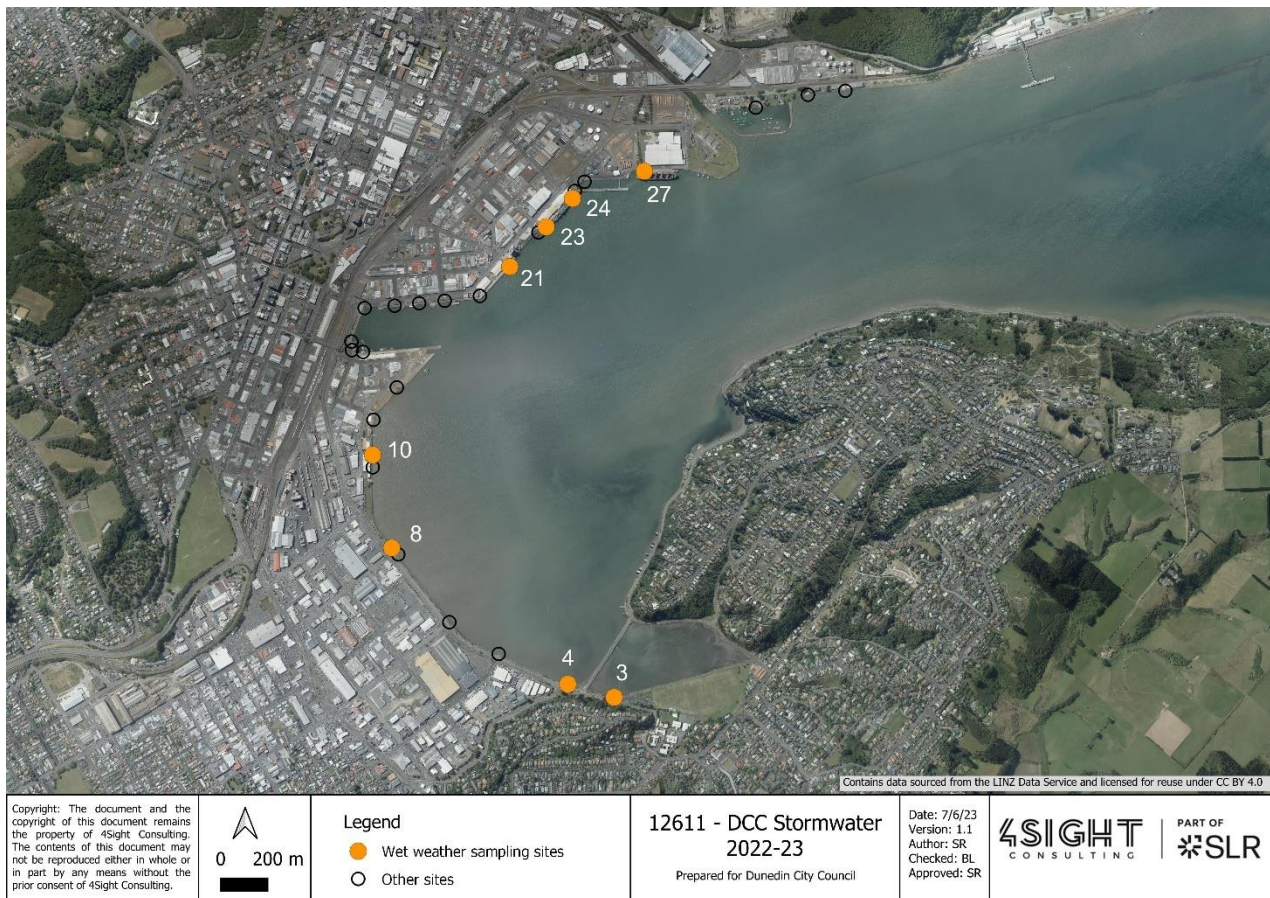 27
24
23
21
10
8
4
3
Contains data sourced from the LINZ Data Service and licensed for reuse under CC BY 4.0
Copyright: The document and the
copyright of this document remains
the property of 4Sight Consulting.
The contents of this document may
not be reproduced either in whole or
in part by any means without the
prior consent of 4Sight Consulting.
0 200 m
Legend
Wet weather sampling sites
Other sites
12611 - DCC Stormwater
2022-23
Prepared for Dunedin City Council
Date: 7/6/23
Version: 1.1
Author: SR
Checked: BL
Approved: SR
4SIGHT
CONSULTING
PART OF
SLR